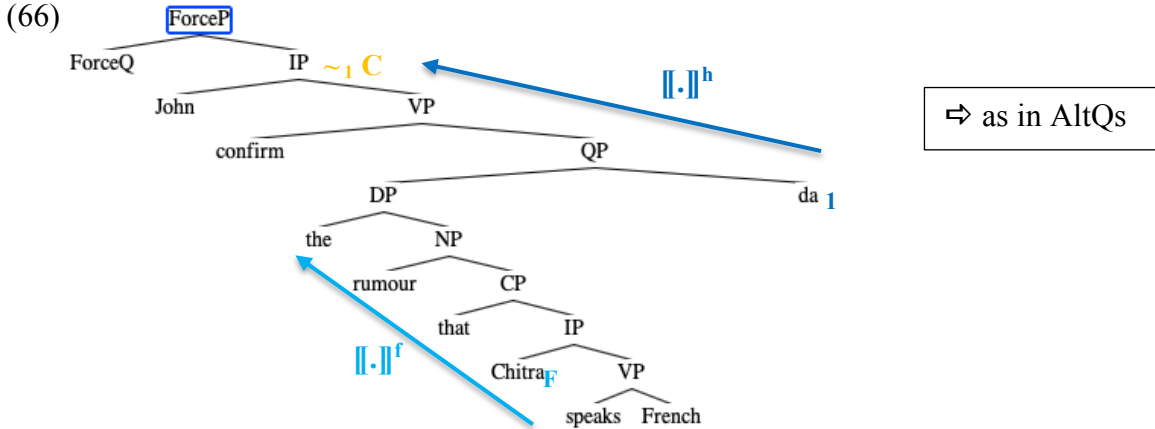 (66)
ForceP
ForceQ IP ~₁ C
⟦.⟧ʰ
John VP
⇨ as in AltQs
confirm QP
DP da ₁
the NP
rumour CP
that IP
⟦.⟧ᶠ
Chitra_F VP
speaks French